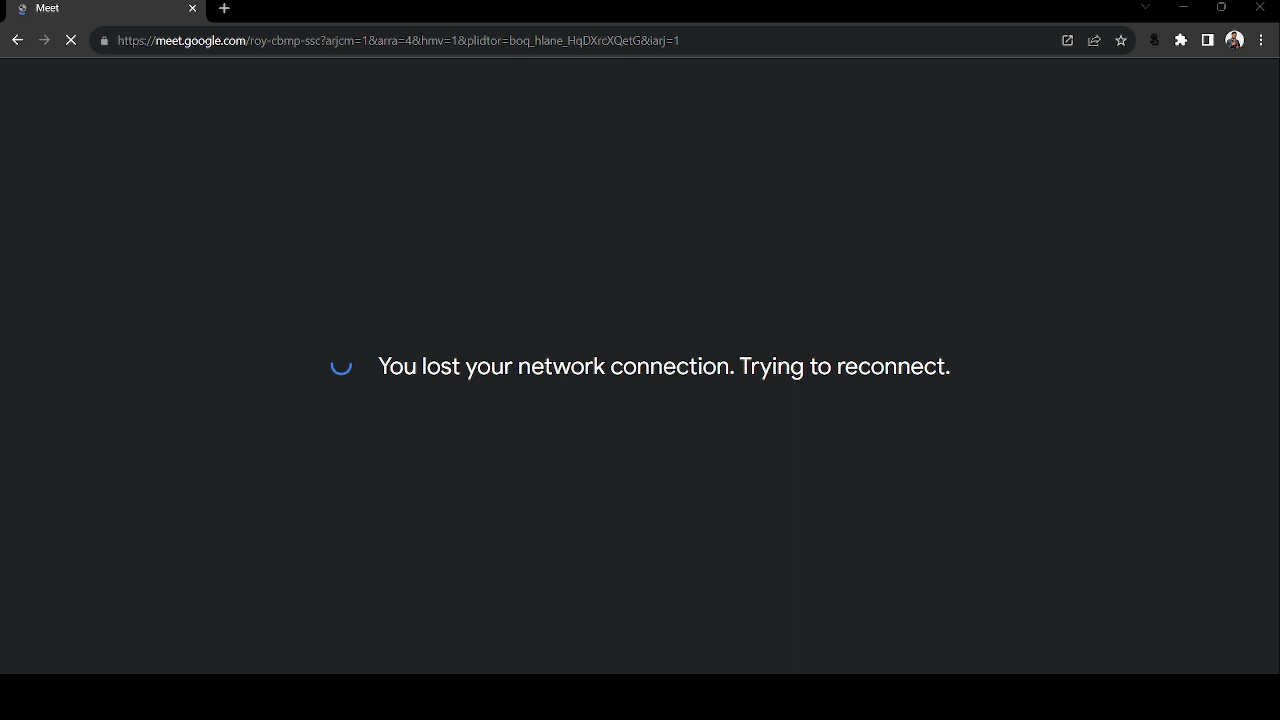 Meet
https://meet.google.com/roy-cbmp-ssc?arjcm=1&arra=4&hmv=1&plidtor=boq_hlane_HqDXrcXQetG&iarj=1
You lost your network connection. Trying to reconnect.